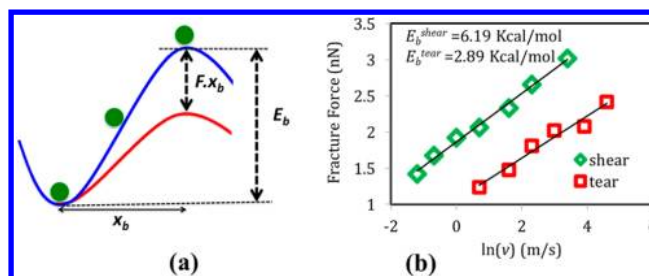 F.x_b
E_b
x_b
(a)
Fracture Force (nN)
3.5
3
2.5
2
1.5
1
E_b^shear =6.19 Kcal/mol
E_b^tear =2.89 Kcal/mol
shear
tear
-2 0 2 4 6
ln(v) (m/s)
(b)